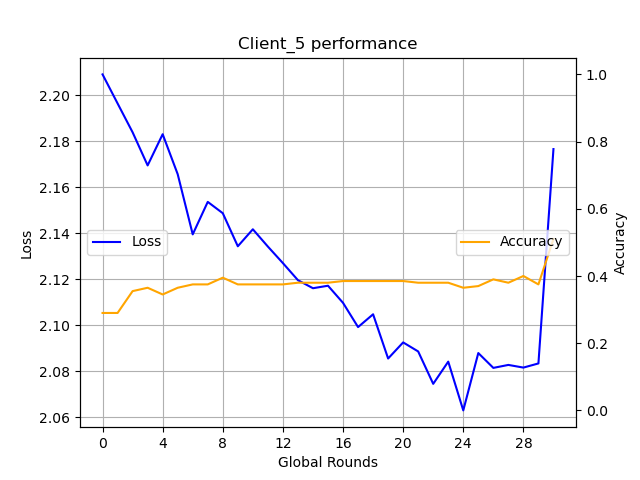 Client_5 performance
Loss
2.20
2.18
2.16
2.14
2.12
2.10
2.08
2.06
Loss
Accuracy
1.0
0.8
0.6
0.4
0.2
0.0
Accuracy
0 4 8 12 16 20 24 28
Global Rounds